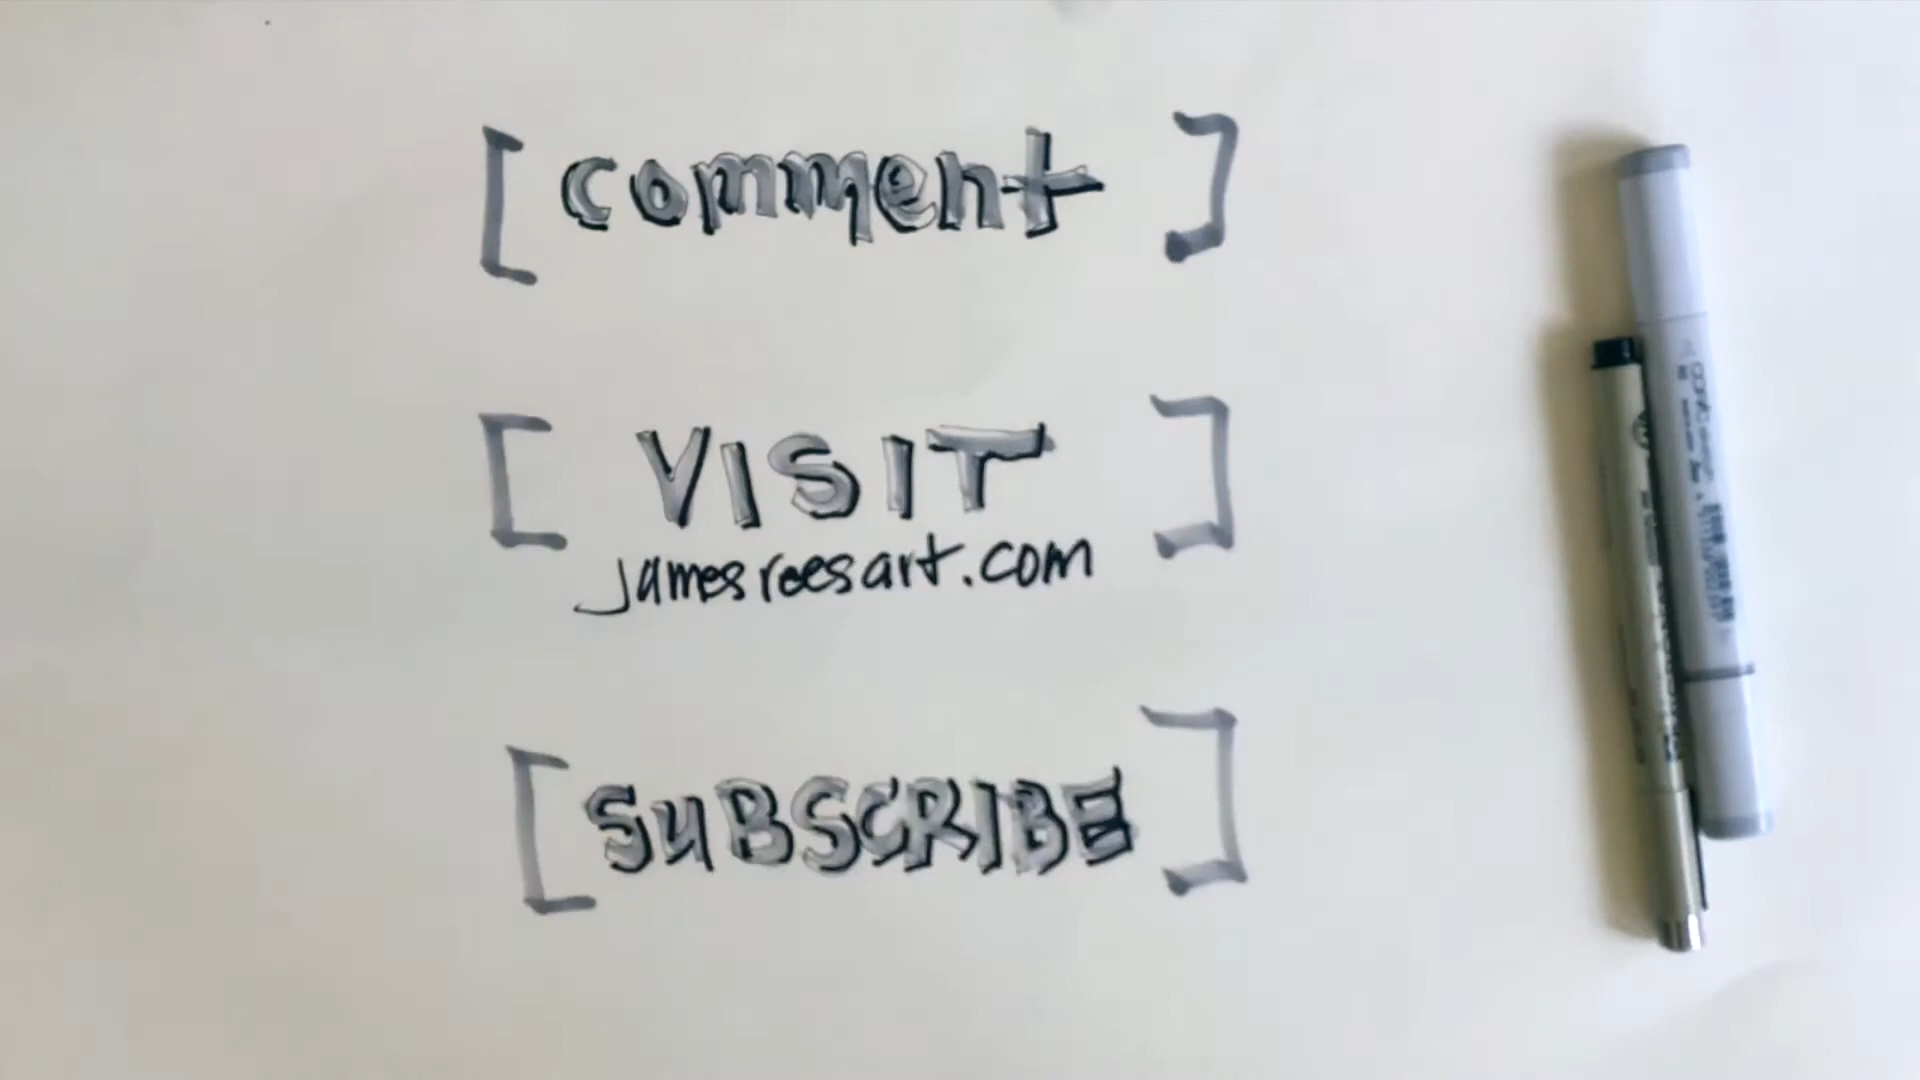 [ comment ]
[ VISIT ]
jamesreesart.com
[ SUBSCRIBE ]